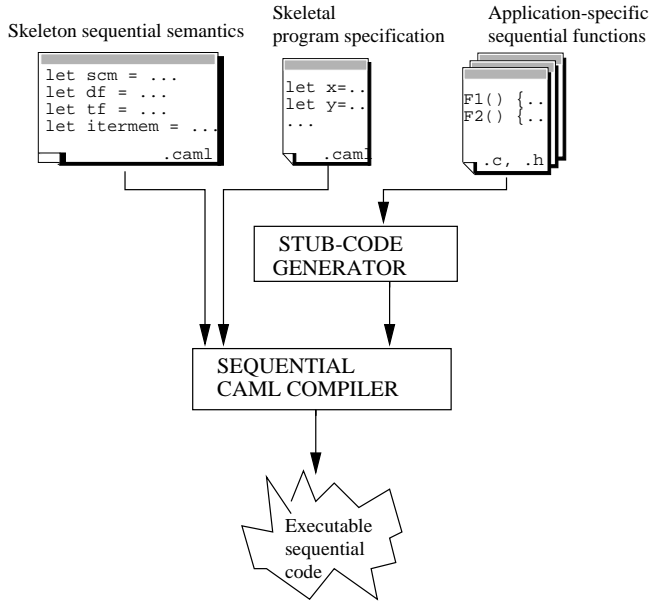 Skeleton sequential semantics
let scm = ...
let df = ...
let tf = ...
let itermem = ...
.caml
Skeletal
program specification
let x=..
let y=..
...
.caml
Application-specific
sequential functions
F1() {..
F2() {..
.c, .h
STUB-CODE
GENERATOR
SEQUENTIAL
CAML COMPILER
Executable
sequential
code